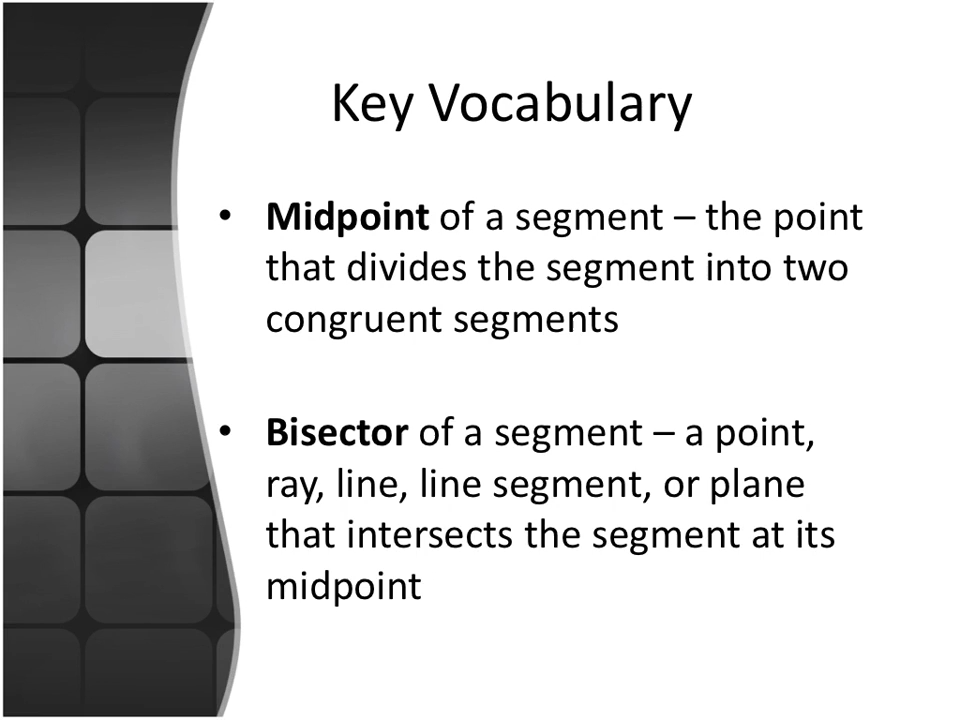 Key Vocabulary
• Midpoint of a segment – the point
that divides the segment into two
congruent segments
• Bisector of a segment – a point,
ray, line, line segment, or plane
that intersects the segment at its
midpoint